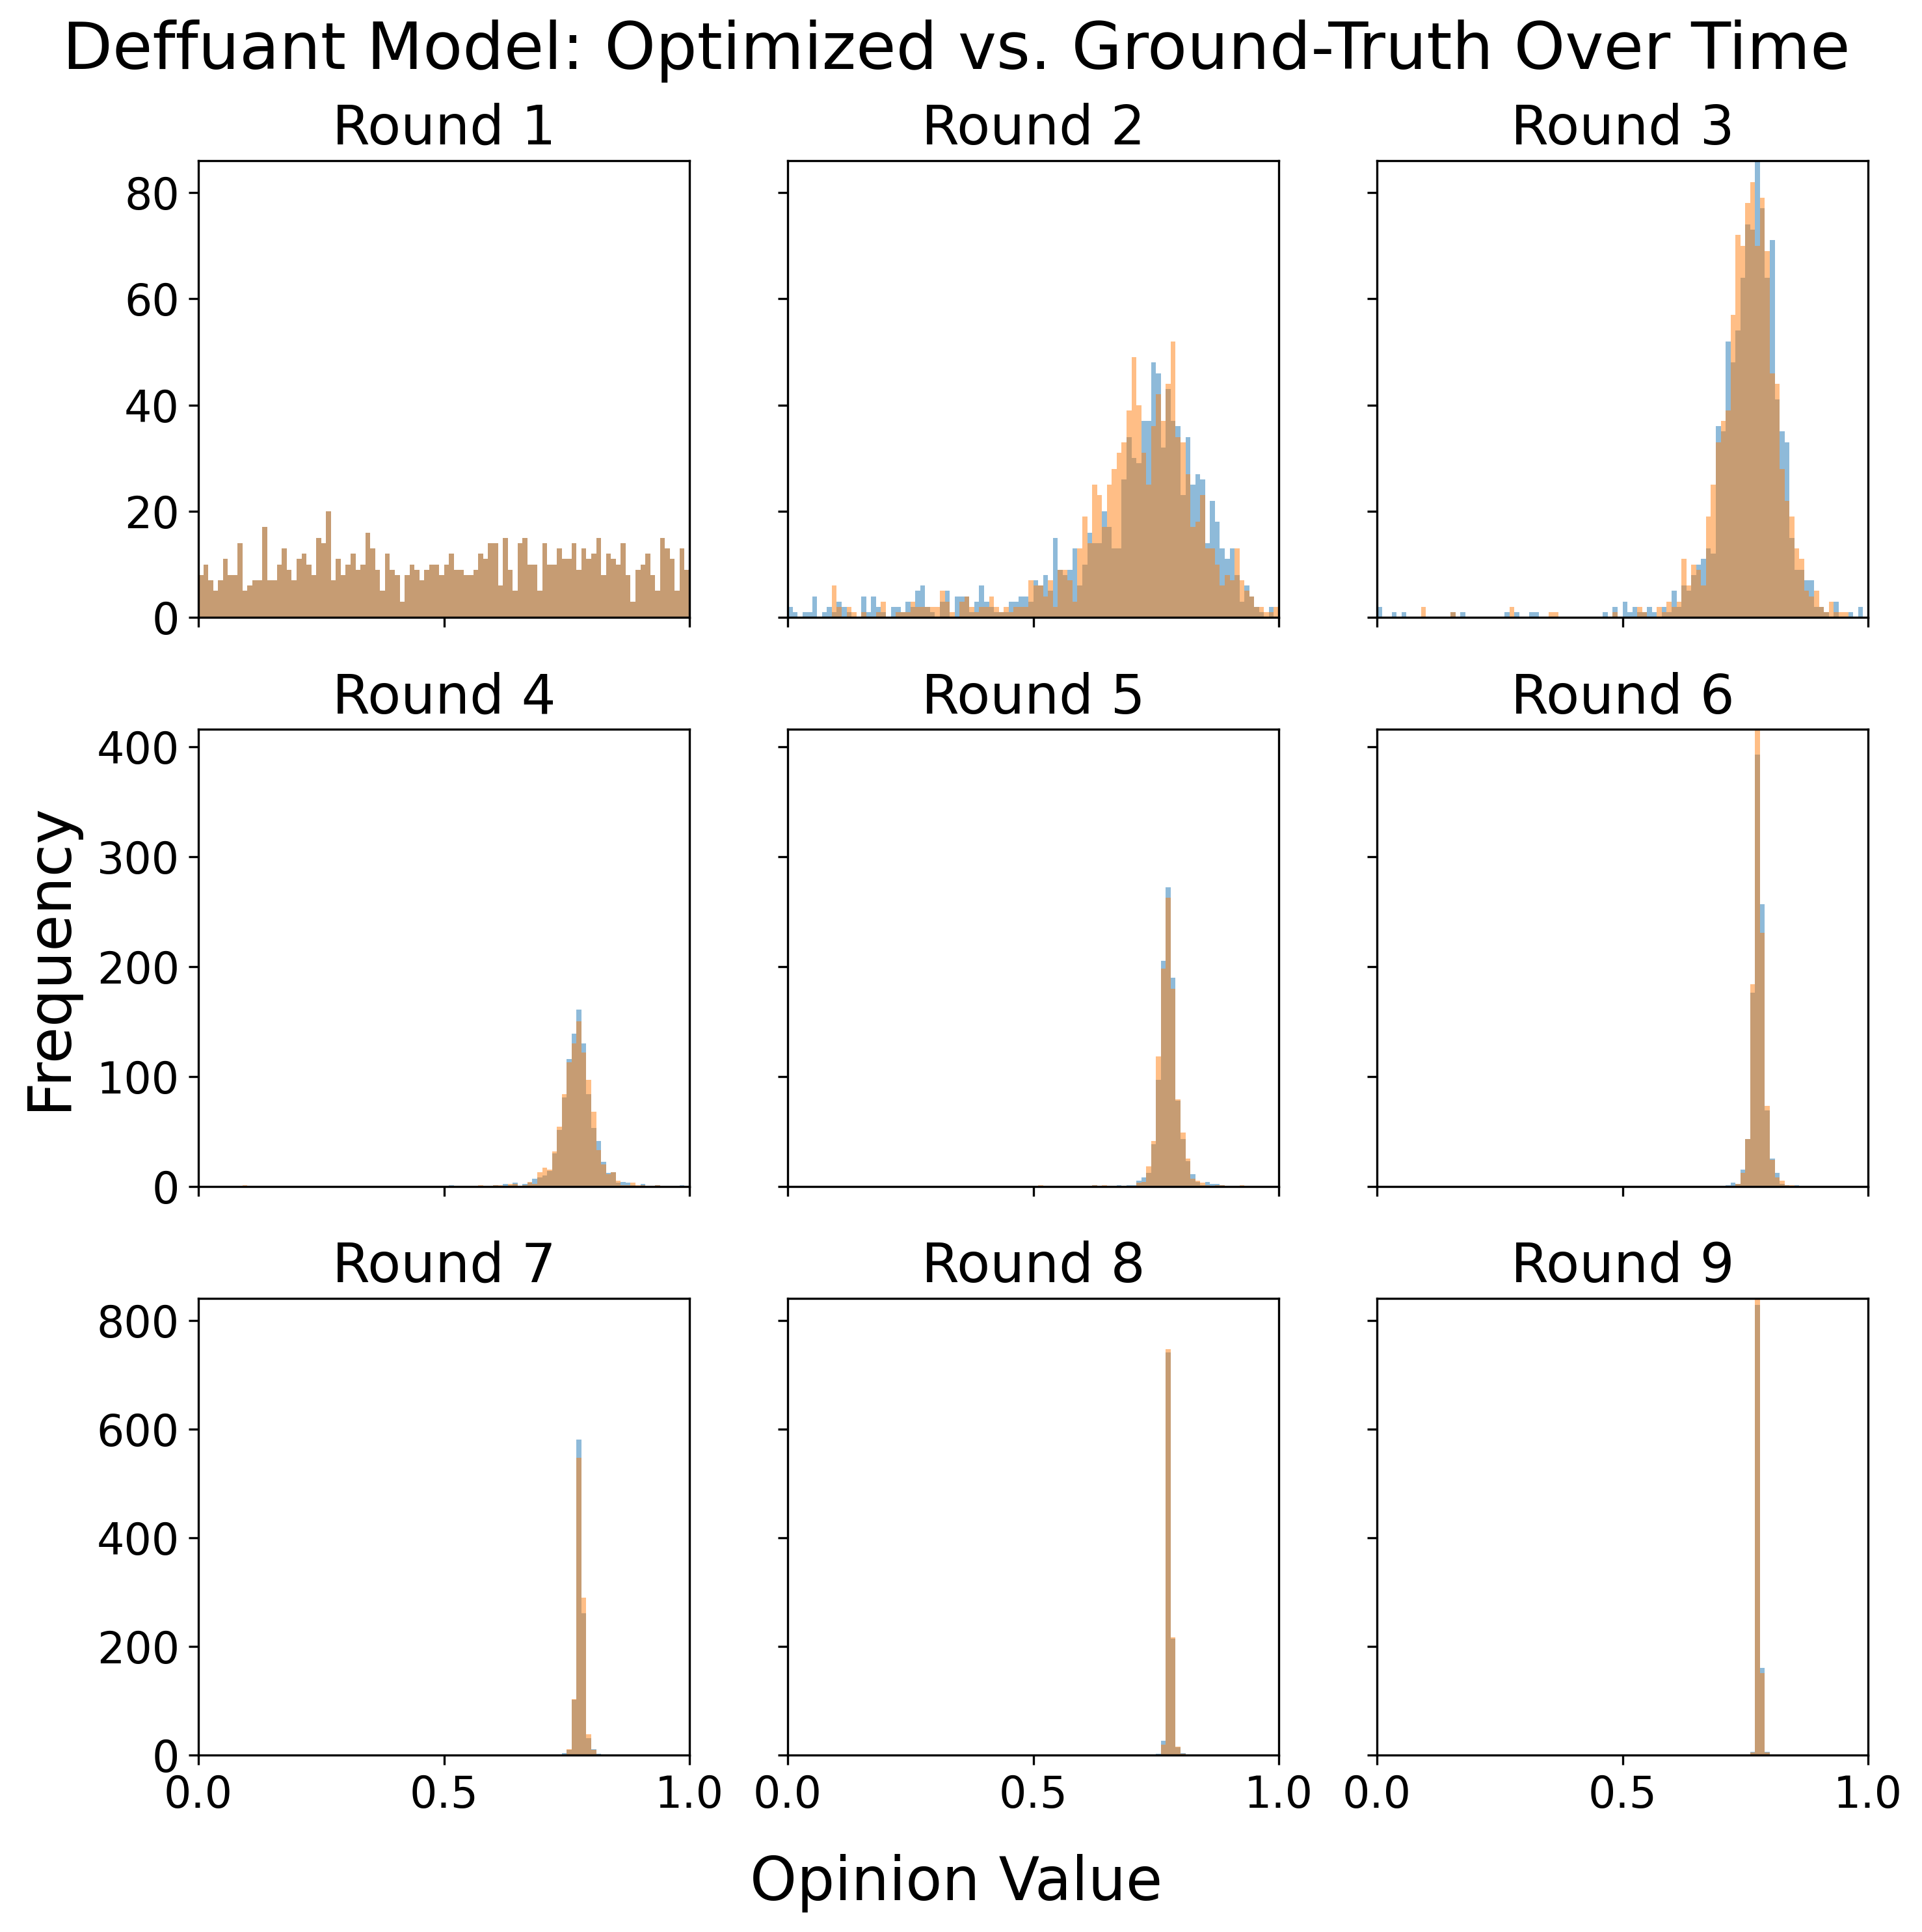 Deffuant Model: Optimized vs. Ground-Truth Over Time
Round 1
Round 2
Round 3
80
60
40
20
0
Round 4
Round 5
Round 6
400
300
200
100
0
Frequency
Round 7
Round 8
Round 9
800
600
400
200
0
0.0 0.5 1.0
0.0 0.5 1.0
0.0 0.5 1.0
Opinion Value